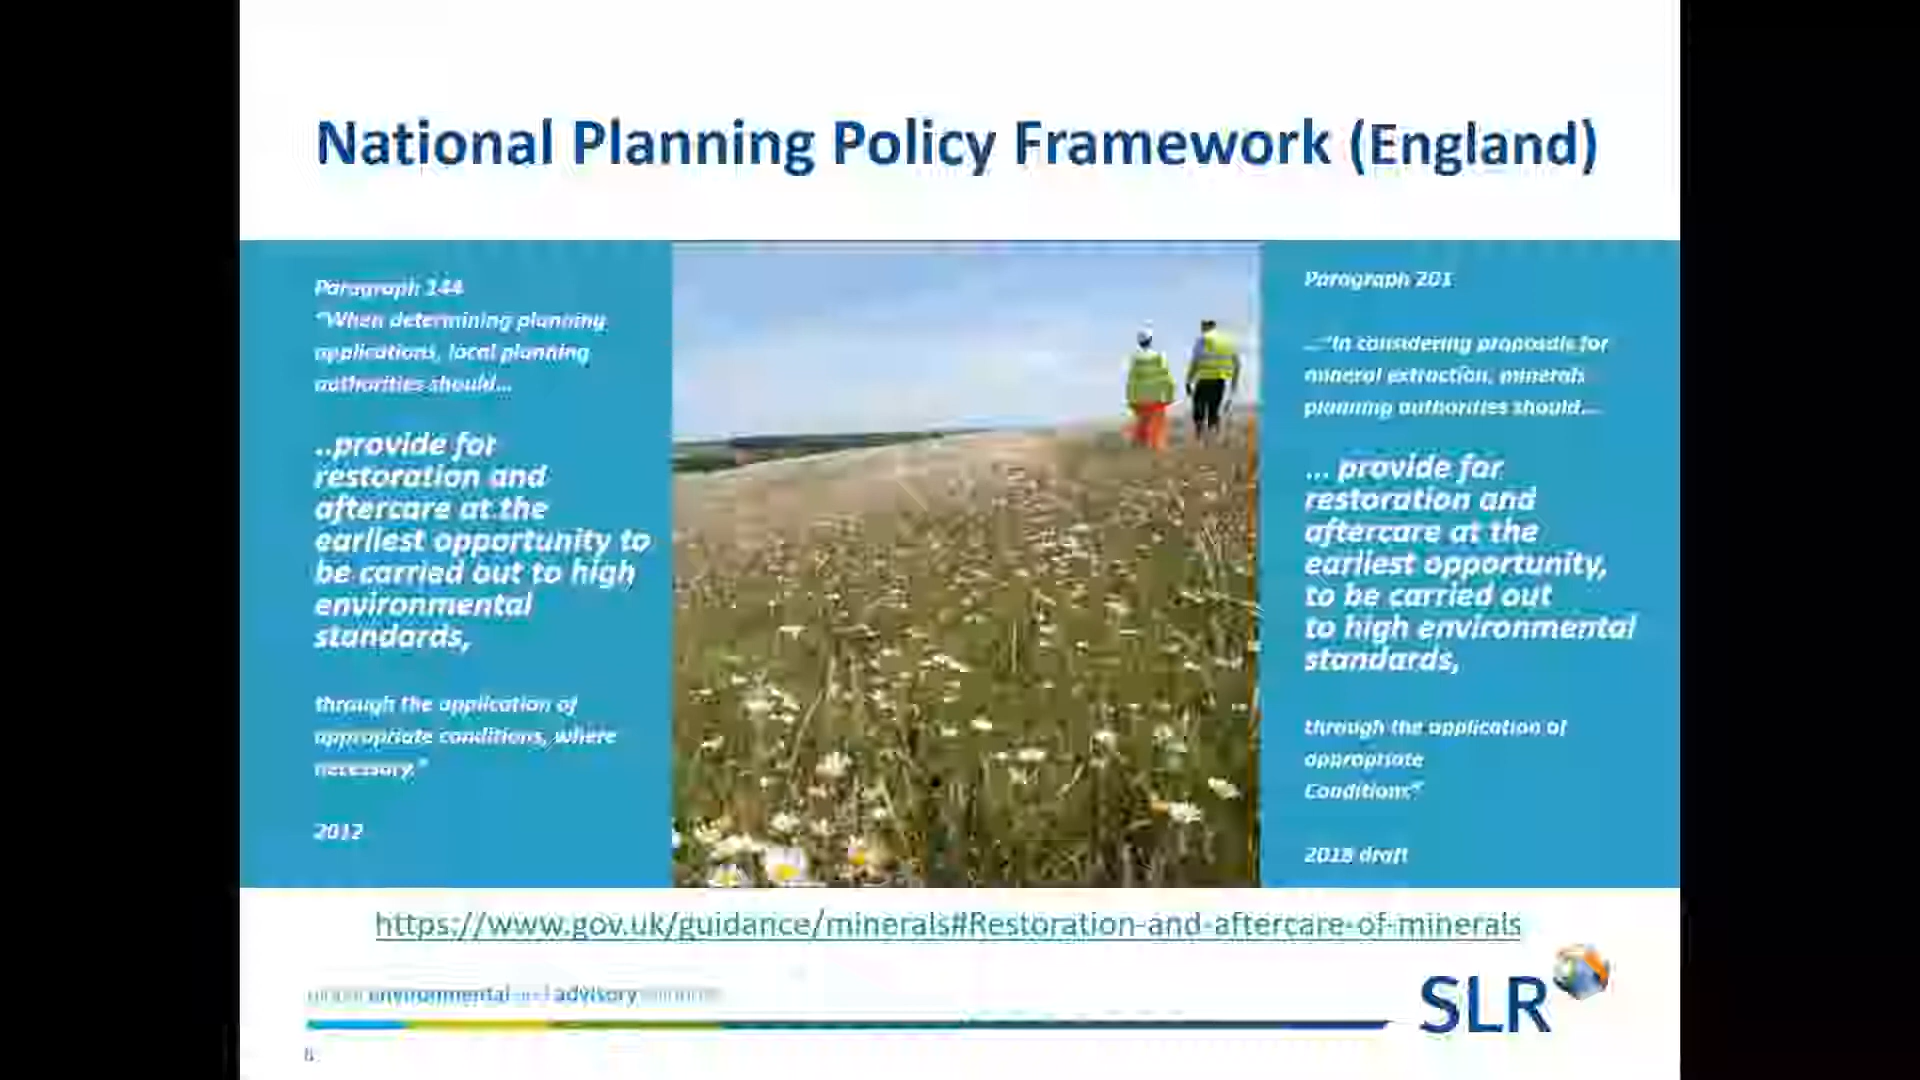 National Planning Policy Framework (England)
Paragraph 144
"When determining planning
applications, local planning
authorities should...
..provide for
restoration and
aftercare at the
earliest opportunity to
be carried out to high
environmental
standards,
through the application of
appropriate conditions, where
necessary."
2012
Paragraph 201
..."In considering proposals for
mineral extraction, minerals
planning authorities should...
... provide for
restoration and
aftercare at the
earliest opportunity,
to be carried out
to high environmental
standards,
through the application of
appropriate
Conditions"
2018 draft
https://www.gov.uk/guidance/minerals#Restoration-and-aftercare-of-minerals
environmental and advisory
SLR